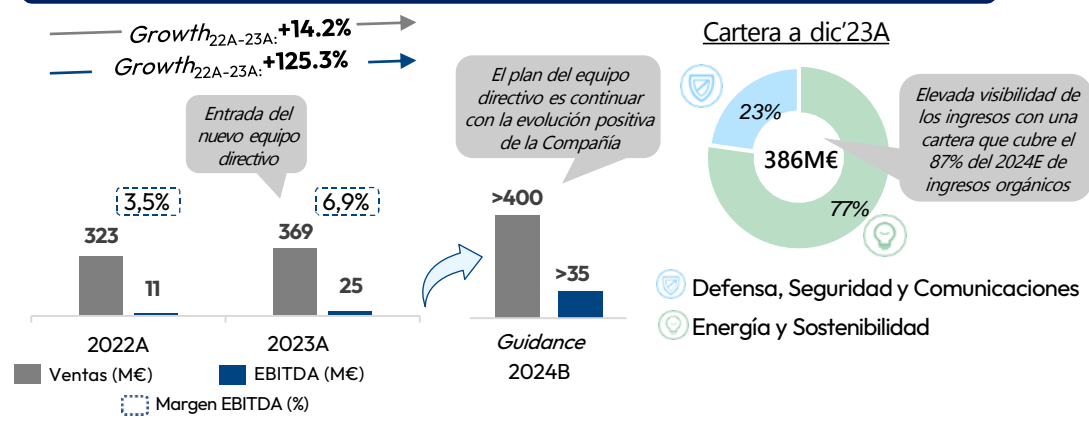 Growth22A-23A:+14.2%
Growth22A-23A:+125.3%
Entrada del
nuevo equipo
directivo
3,5%
6,9%
323
11
369
25
2022A
2023A
Ventas (M€)
EBITDA (M€)
Margen EBITDA (%)
El plan del equipo
directivo es continuar
con la evolución positiva
de la Compañía
>400
>35
Guidance
2024B
Cartera a dic’23A
23%
386M€
77%
Elevada visibilidad de
los ingresos con una
cartera que cubre el
87% del 2024E de
ingresos orgánicos
Defensa, Seguridad y Comunicaciones
Energía y Sostenibilidad